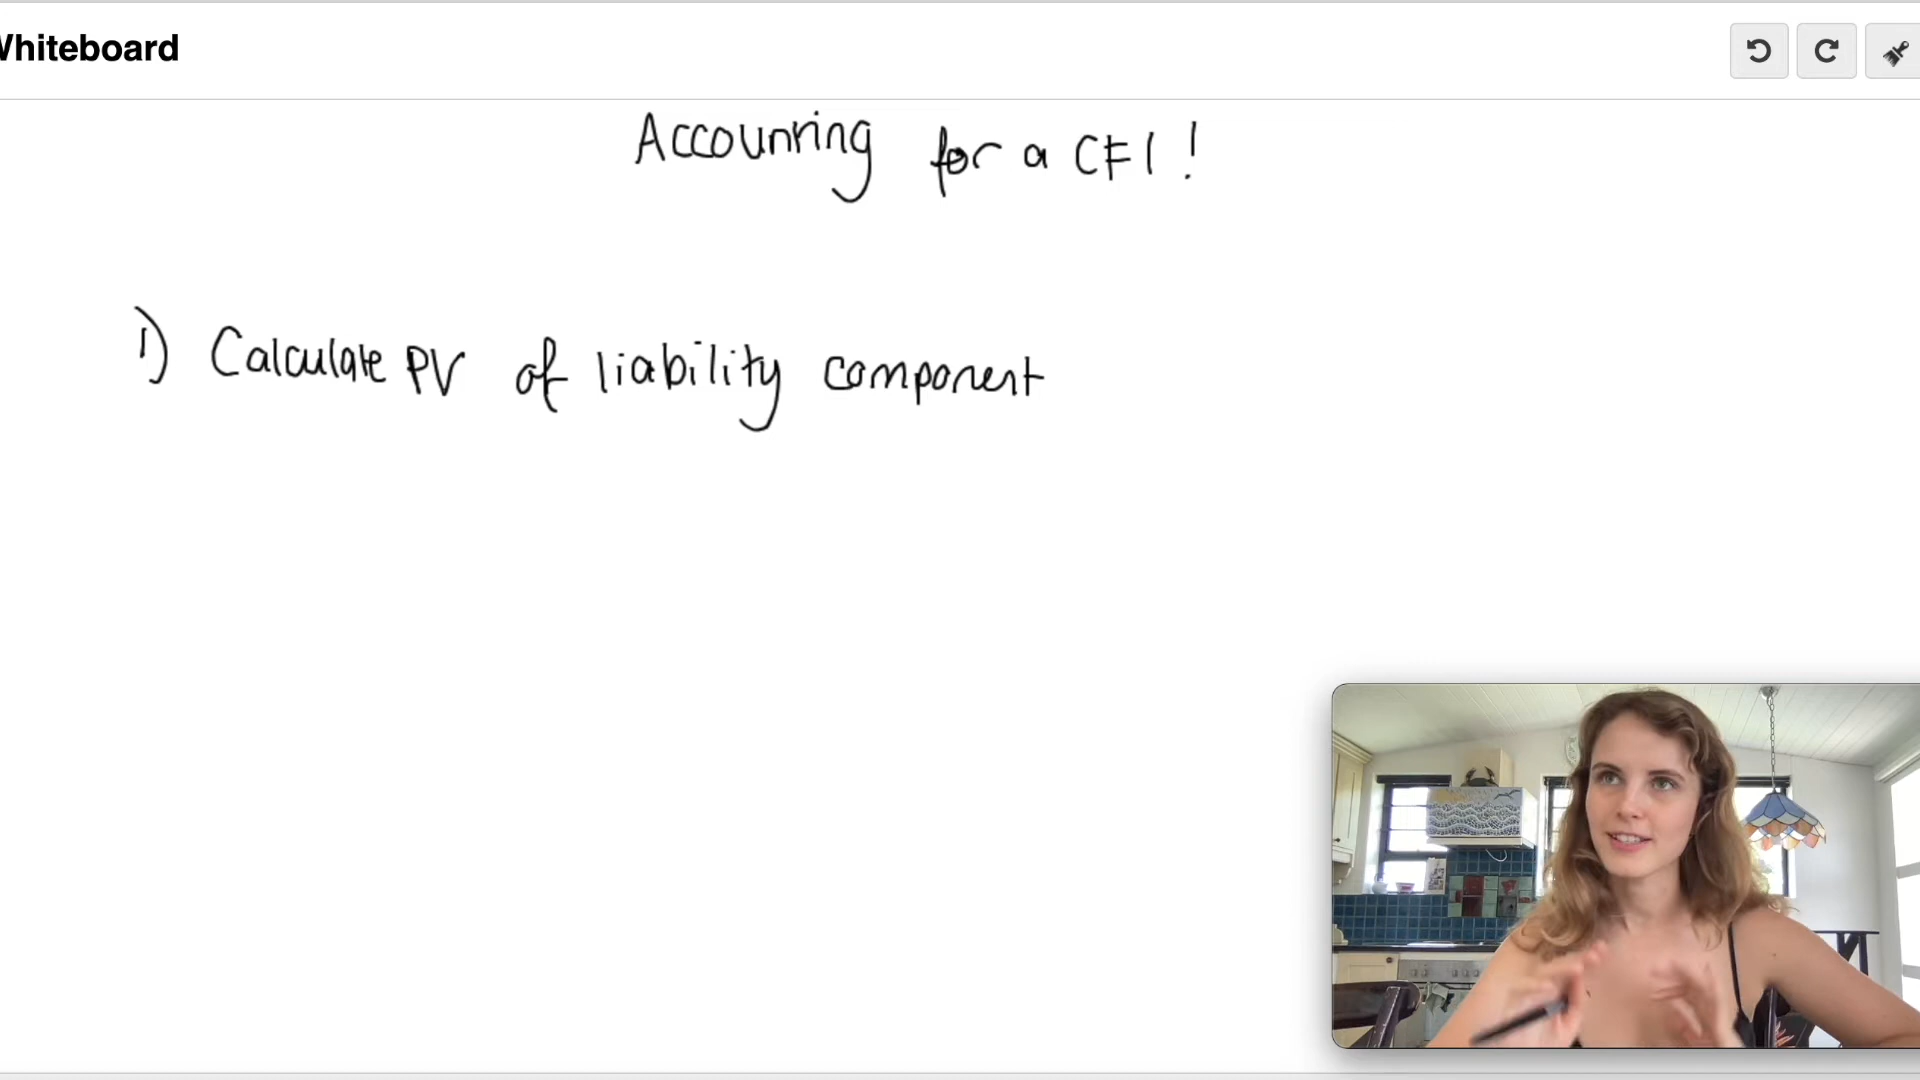 Whiteboard
Accounting for a CFI!
1) Calculate PV of liability component